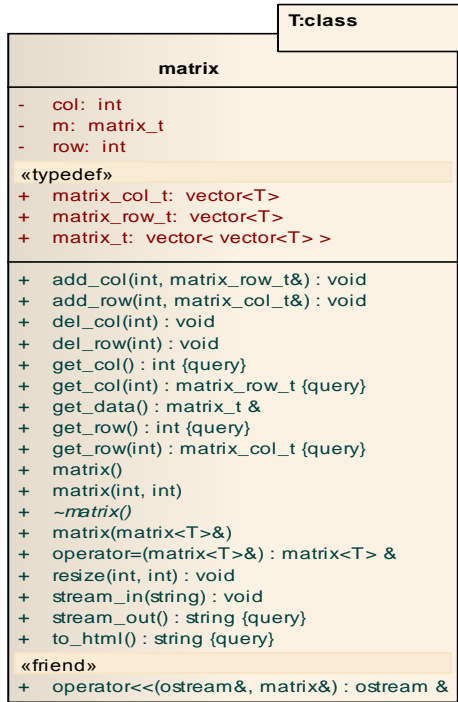 T:class
matrix
- col: int
- m: matrix_t
- row: int
«typedef»
+ matrix_col_t: vector<T>
+ matrix_row_t: vector<T>
+ matrix_t: vector< vector<T> >
+ add_col(int, matrix_row_t&) : void
+ add_row(int, matrix_col_t&) : void
+ del_col(int) : void
+ del_row(int) : void
+ get_col() : int {query}
+ get_col(int) : matrix_row_t {query}
+ get_data() : matrix_t &
+ get_row() : int {query}
+ get_row(int) : matrix_col_t {query}
+ matrix()
+ matrix(int, int)
+ ~matrix()
+ matrix(matrix<T>&)
+ operator=(matrix<T>&) : matrix<T> &
+ resize(int, int) : void
+ stream_in(string) : void
+ stream_out() : string {query}
+ to_html() : string {query}
«friend»
+ operator<<(ostream&, matrix&) : ostream &